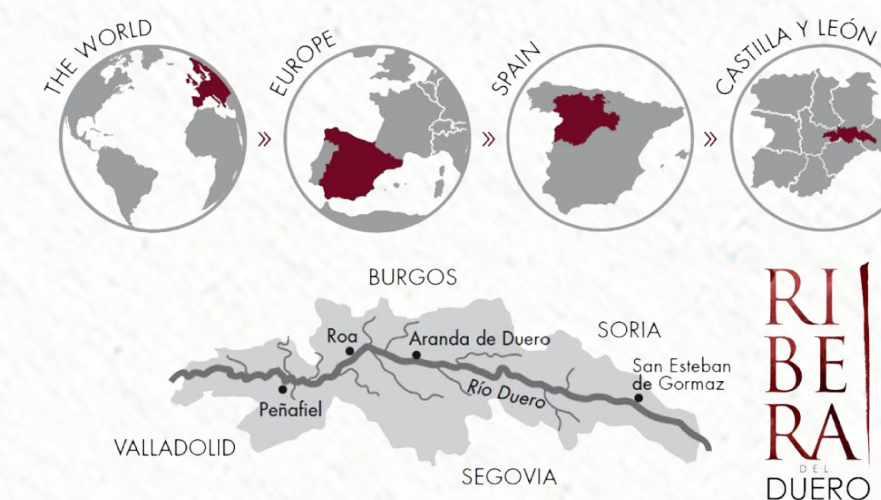 THE WORLD
EUROPE
SPAIN
CASTILLA Y LEÓN
»
»
»
BURGOS
Roa
Aranda de Duero
SORIA
San Esteban
de Gormaz
Río Duero
Peñafiel
VALLADOLID
SEGOVIA
RI
BE
RA
DEL
DUERO